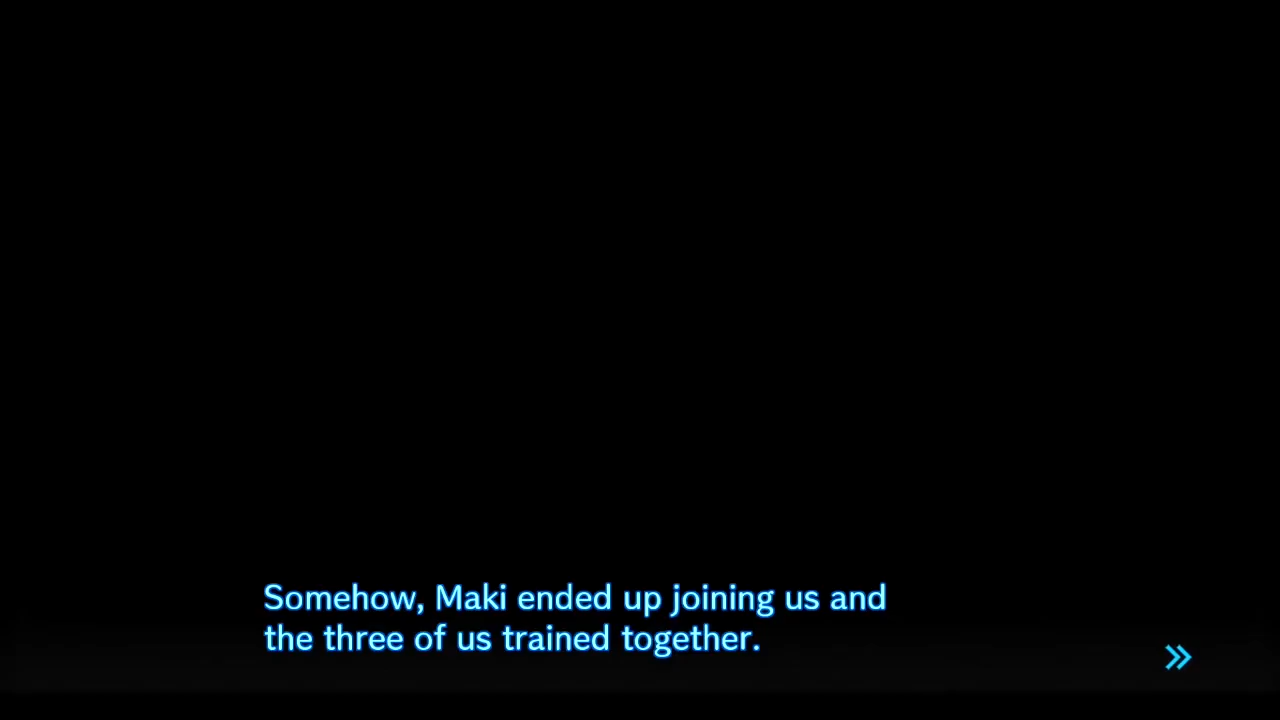 Somehow, Maki ended up joining us and
the three of us trained together.